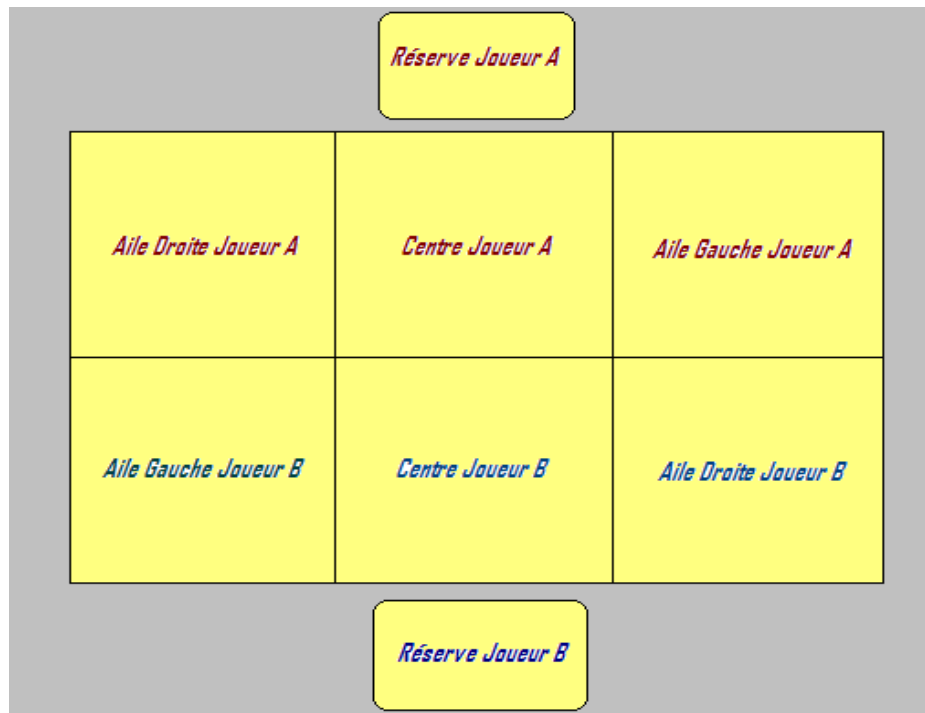 Réserve Joueur A
Aile Droite Joueur A
Centre Joueur A
Aile Gauche Joueur A
Aile Gauche Joueur B
Centre Joueur B
Aile Droite Joueur B
Réserve Joueur B